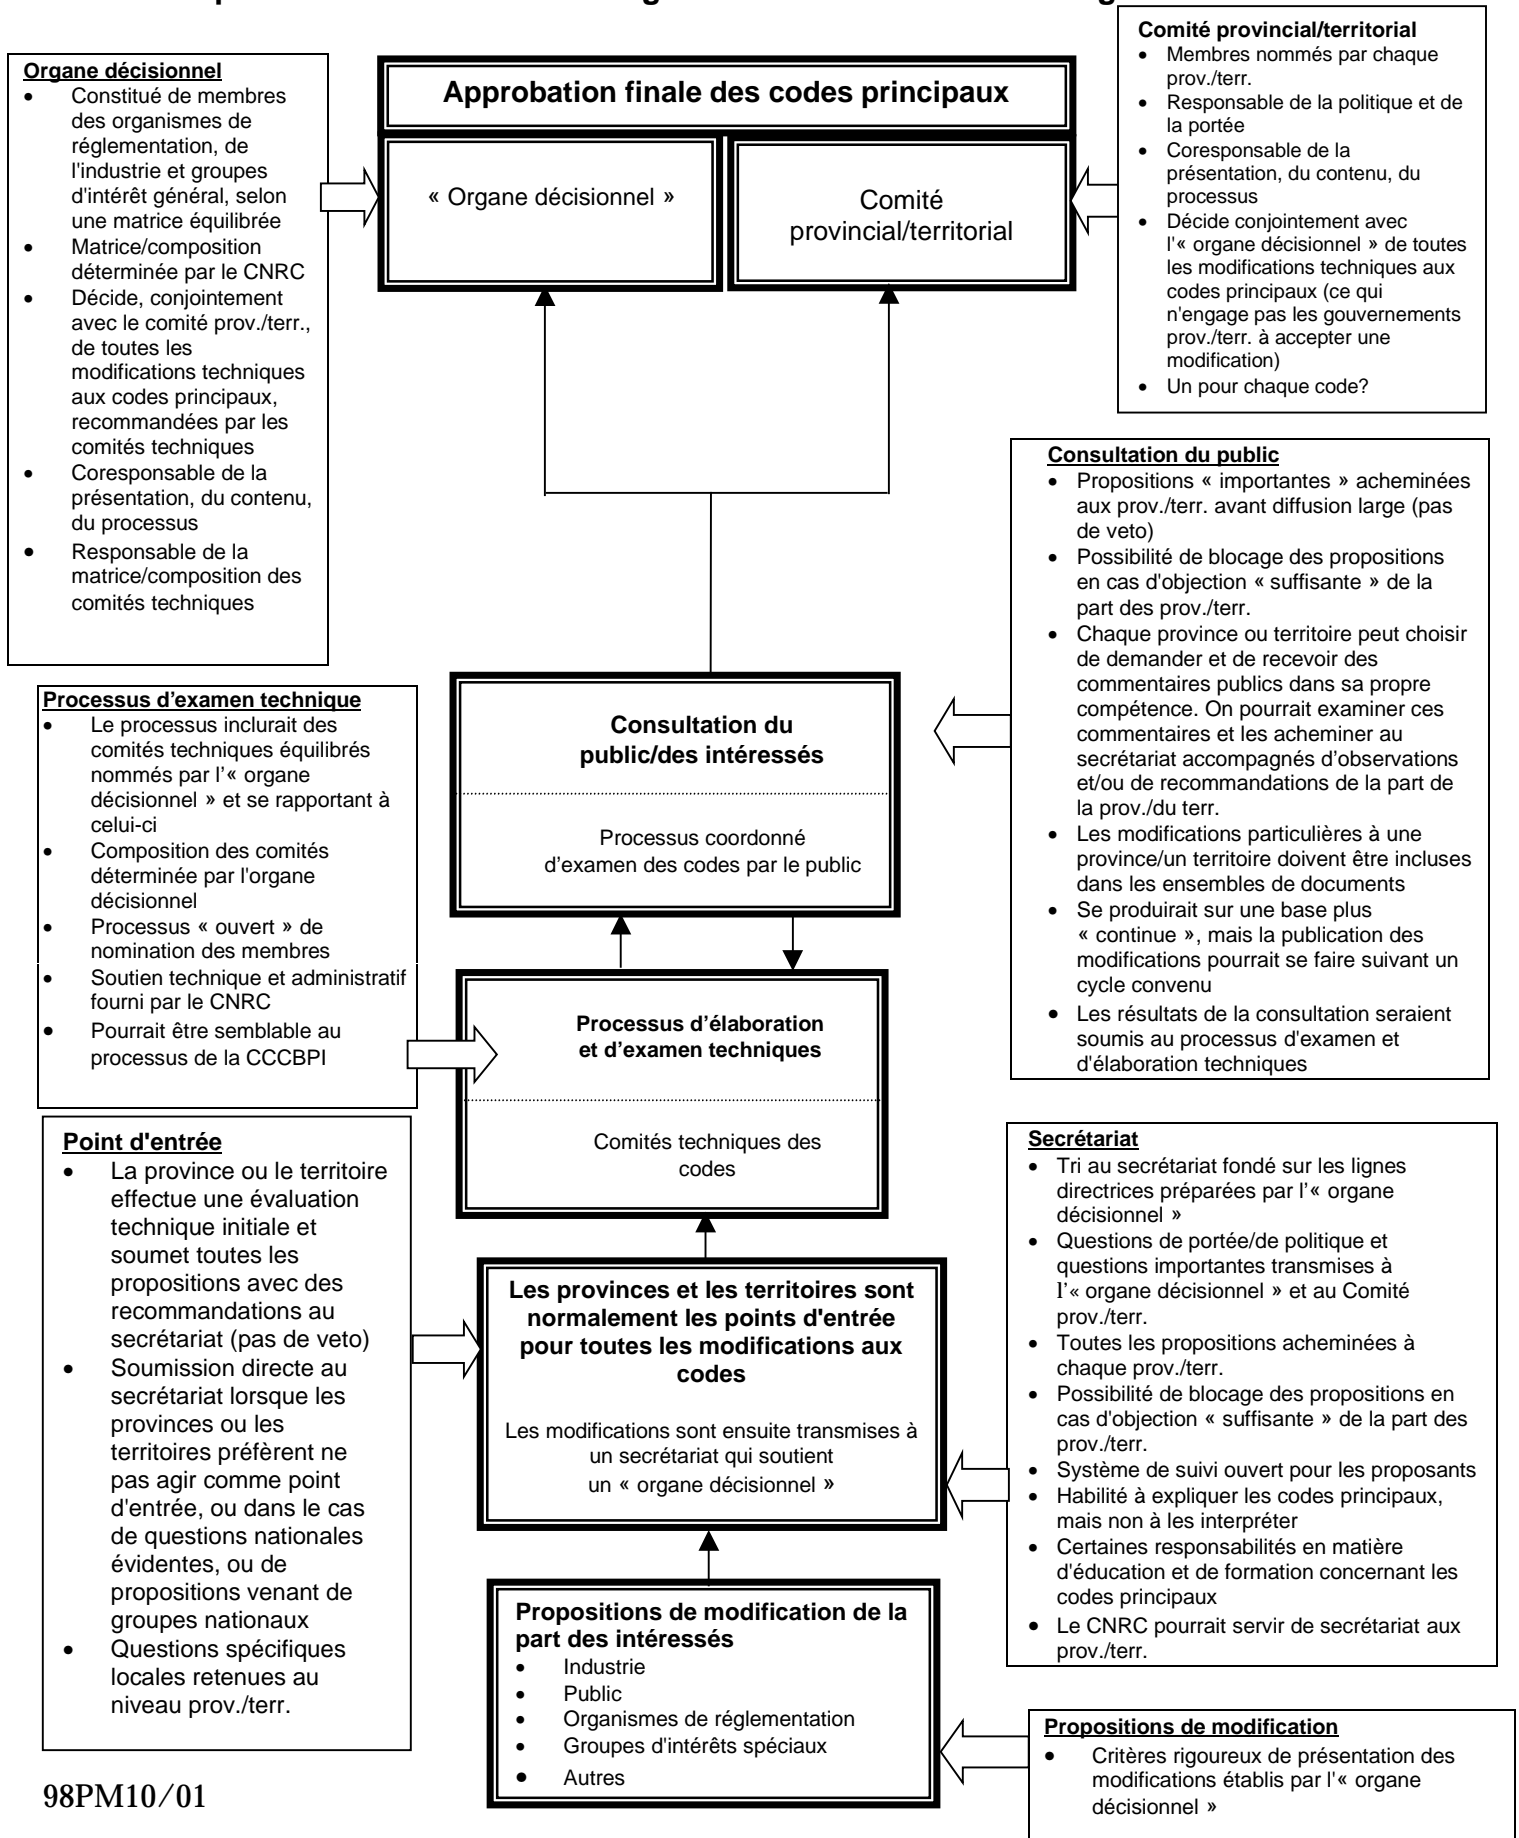 Organe décisionnel
• Constitué de membres
des organismes de
réglementation, de
l'industrie et groupes
d'intérêt général, selon
une matrice équilibrée
• Matrice/composition
déterminée par le CNRC
• Décide, conjointement
avec le comité prov./terr.,
de toutes les
modifications techniques
aux codes principaux,
recommandées par les
comités techniques
• Coresponsable de la
présentation, du contenu,
du processus
• Responsable de la
matrice/composition des
comités techniques
Approbation finale des codes principaux
« Organe décisionnel »
Comité
provincial/territorial
Comité provincial/territorial
• Membres nommés par chaque
prov./terr.
• Responsable de la politique et de
la portée
• Coresponsable de la
présentation, du contenu, du
processus
• Décide conjointement avec
l'« organe décisionnel » de toutes
les modifications techniques aux
codes principaux (ce qui
n'engage pas les gouvernements
prov./terr. à accepter une
modification)
• Un pour chaque code?
Consultation du public
• Propositions « importantes » acheminées
aux prov./terr. avant diffusion large (pas
de veto)
• Possibilité de blocage des propositions
en cas d'objection « suffisante » de la
part des prov./terr.
• Chaque province ou territoire peut choisir
de demander et de recevoir des
commentaires publics dans sa propre
compétence. On pourrait examiner ces
commentaires et les acheminer au
secrétariat accompagnés d’observations
et/ou de recommandations de la part de
la prov./du terr.
• Les modifications particulières à une
province/un territoire doivent être incluses
dans les ensembles de documents
• Se produirait sur une base plus
« continue », mais la publication des
modifications pourrait se faire suivant un
cycle convenu
• Les résultats de la consultation seraient
soumis au processus d'examen et
d'élaboration techniques
Consultation du
public/des intéressés
Processus coordonné
d’examen des codes par le public
Processus d’examen technique
• Le processus inclurait des
comités techniques équilibrés
nommés par l’« organe
décisionnel » et se rapportant à
celui-ci
• Composition des comités
déterminée par l'organe
décisionnel
• Processus « ouvert » de
nomination des membres
• Soutien technique et administratif
fourni par le CNRC
• Pourrait être semblable au
processus de la CCCBPI
Processus d’élaboration
et d’examen techniques
Comités techniques des
codes
Point d'entrée
• La province ou le territoire
effectue une évaluation
technique initiale et
soumet toutes les
propositions avec des
recommandations au
secrétariat (pas de veto)
• Soumission directe au
secrétariat lorsque les
provinces ou les
territoires préfèrent ne
pas agir comme point
d'entrée, ou dans le cas
de questions nationales
évidentes, ou de
propositions venant de
groupes nationaux
• Questions spécifiques
locales retenues au
niveau prov./terr.
Les provinces et les territoires sont
normalement les points d'entrée
pour toutes les modifications aux
codes
Les modifications sont ensuite transmises à
un secrétariat qui soutient
un « organe décisionnel »
Secrétariat
• Tri au secrétariat fondé sur les lignes
directrices préparées par l’« organe
décisionnel »
• Questions de portée/de politique et
questions importantes transmises à
l’« organe décisionnel » et au Comité
prov./terr.
• Toutes les propositions acheminées à
chaque prov./terr.
• Possibilité de blocage des propositions en
cas d'objection « suffisante » de la part des
prov./terr.
• Système de suivi ouvert pour les proposants
• Habilité à expliquer les codes principaux,
mais non à les interpréter
• Certaines responsabilités en matière
d'éducation et de formation concernant les
codes principaux
• Le CNRC pourrait servir de secrétariat aux
prov./terr.
Propositions de modification de la
part des intéressés
• Industrie
• Public
• Organismes de réglementation
• Groupes d'intérêts spéciaux
• Autres
Propositions de modification
• Critères rigoureux de présentation des
modifications établis par l'« organe
décisionnel »
98PM10/01